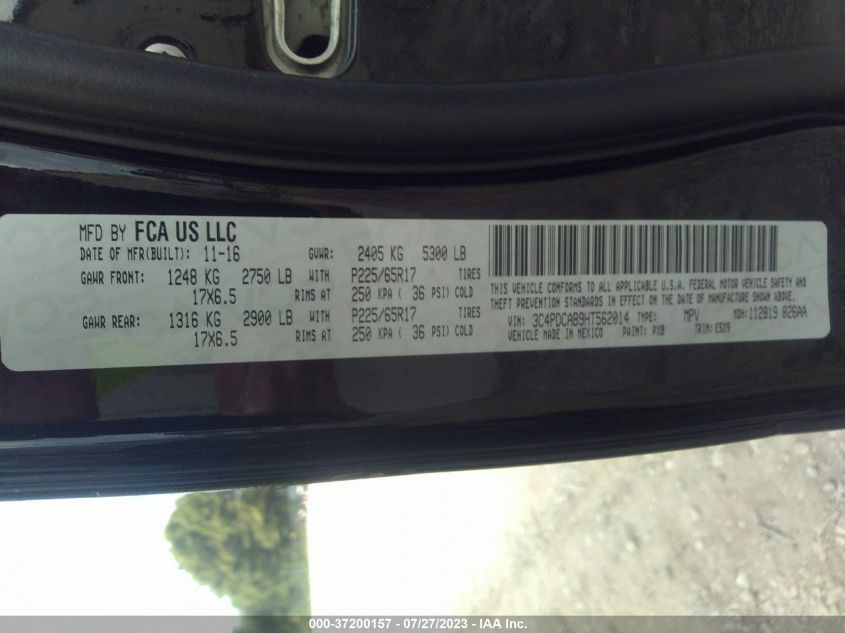 MFD BY FCA US LLC
DATE OF MFR(BUILT): 11-16 GVWR: 2405 KG 5300 LB
GAWR FRONT: 1248 KG 2750 LB WITH P225/65R17 TIRES
17X6.5 RIMS AT 250 KPA ( 36 PSI) COLD
GAWR REAR: 1316 KG 2900 LB WITH P225/65R17 TIRES
17X6.5 RIMS AT 250 KPA ( 36 PSI) COLD
THIS VEHICLE CONFORMS TO ALL APPLICABLE U.S.A. FEDERAL MOTOR VEHICLE SAFETY AND
THEFT PREVENTION STANDARDS IN EFFECT ON THE DATE OF MANUFACTURE SHOWN ABOVE.
VIN: 3C4PDCAB9HT562014 TYPE: MPV MDH: 112819 826AA
VEHICLE MADE IN MEXICO PAINT: PXB TRIM: E5X9
000-37200157 - 07/27/2023 - IAA Inc.